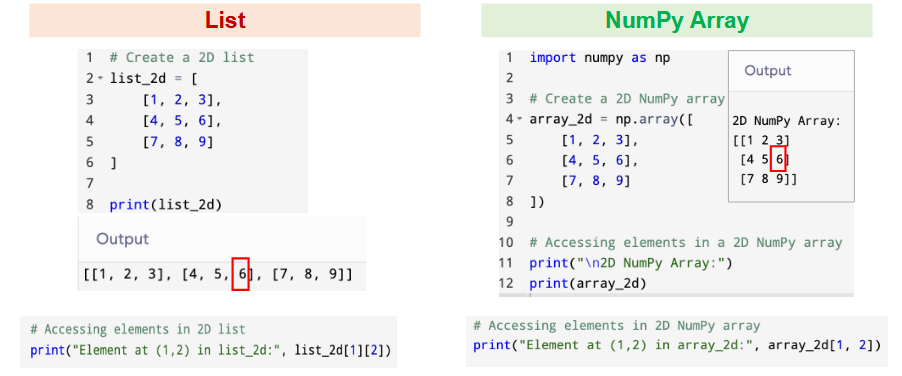 List
1 # Create a 2D list
2 list_2d = [
3     [1, 2, 3],
4     [4, 5, 6],
5     [7, 8, 9]
6 ]
7
8 print(list_2d)
Output
[[1, 2, 3], [4, 5, 6], [7, 8, 9]]
# Accessing elements in 2D list
print("Element at (1,2) in list_2d:", list_2d[1][2])
NumPy Array
1 import numpy as np
2
3 # Create a 2D NumPy array
4 array_2d = np.array([
5     [1, 2, 3],
6     [4, 5, 6],
7     [7, 8, 9]
8 ])
9
10 # Accessing elements in a 2D NumPy array
11 print("\n2D NumPy Array:")
12 print(array_2d)
Output
2D NumPy Array:
[[1 2 3]
 [4 5 6]
 [7 8 9]]
# Accessing elements in 2D NumPy array
print("Element at (1,2) in array_2d:", array_2d[1, 2])